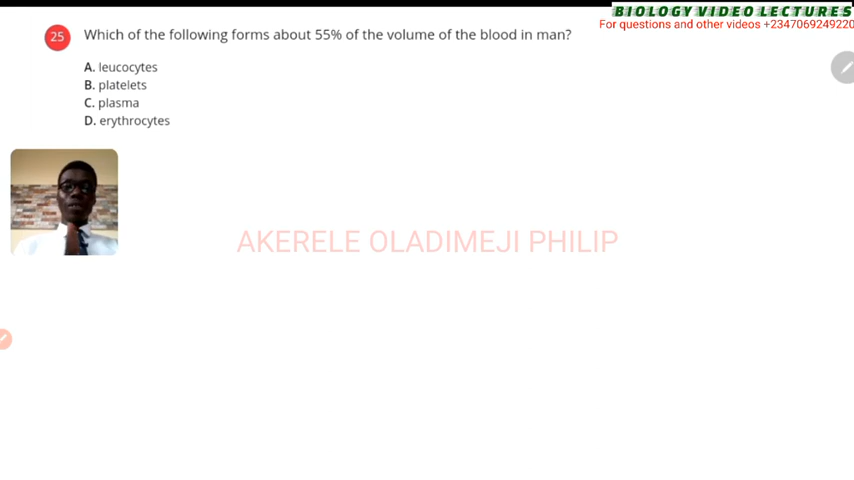 BIOLOGY VIDEO LECTURES
For questions and other videos +2347069249220
25 Which of the following forms about 55% of the volume of the blood in man?
A. leucocytes
B. platelets
C. plasma
D. erythrocytes
AKERELE OLADIMEJI PHILIP